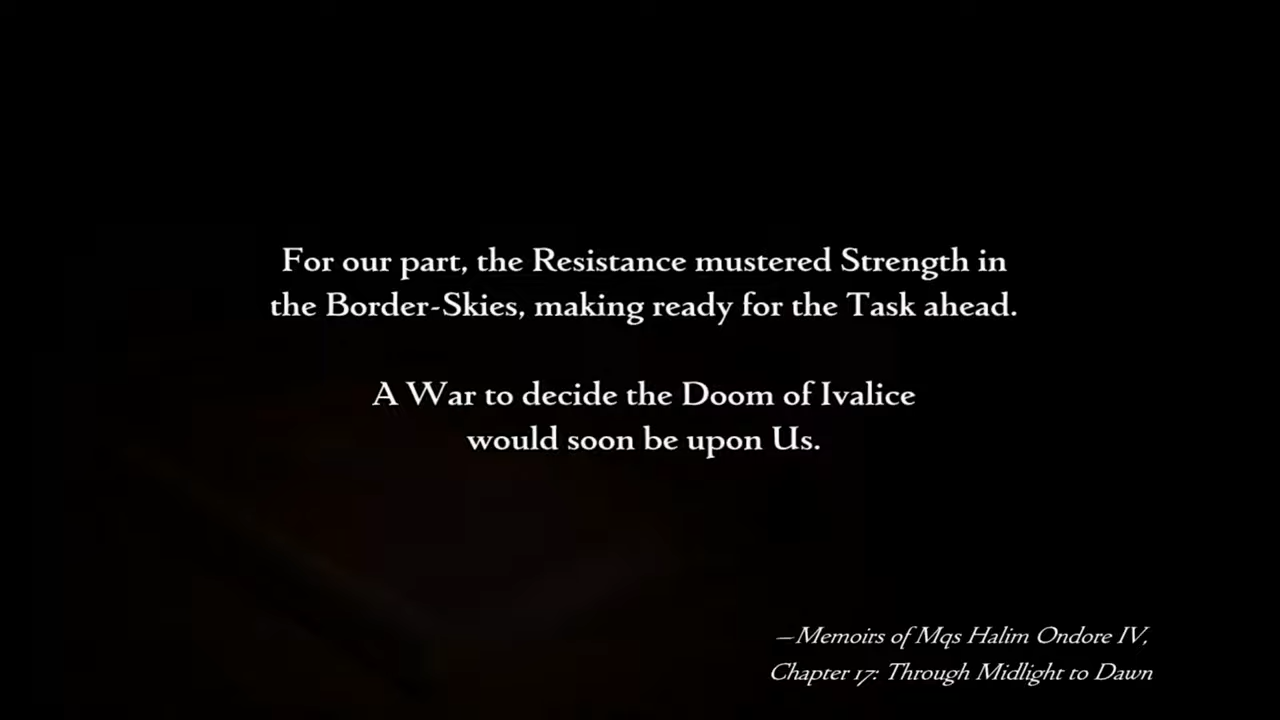 For our part, the Resistance mustered Strength in
the Border-Skies, making ready for the Task ahead.
A War to decide the Doom of Ivalice
would soon be upon Us.
—Memoirs of Mqs Halim Ondore IV,
Chapter 17: Through Midlight to Dawn